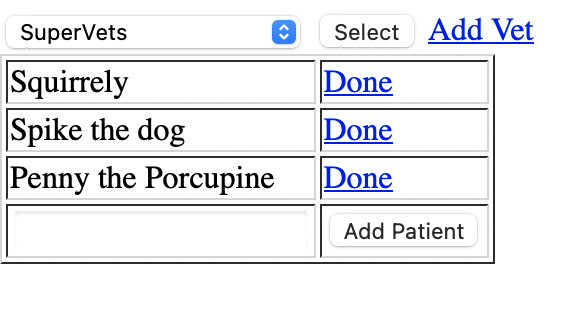 SuperVets Select Add Vet
Squirrely Done
Spike the dog Done
Penny the Porcupine Done
Add Patient